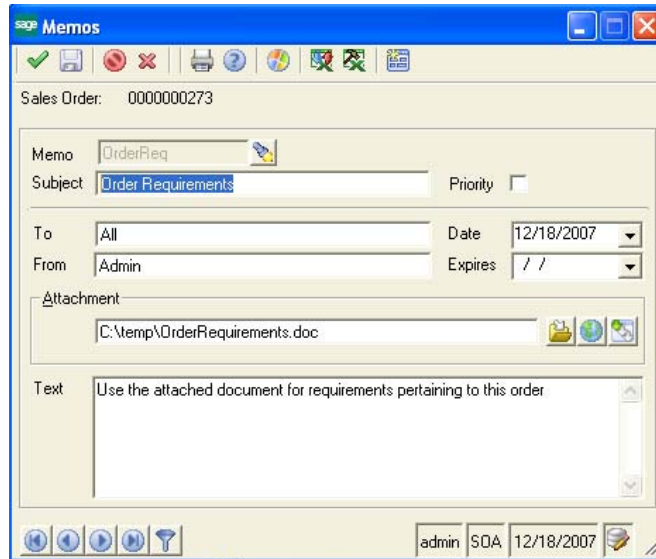 sage Memos
Sales Order: 0000000273
Memo OrderReq
Subject Order Requirements Priority
To All Date 12/18/2007
From Admin Expires / /
Attachment
C:\temp\OrderRequirements.doc
Text Use the attached document for requirements pertaining to this order
admin SOA 12/18/2007